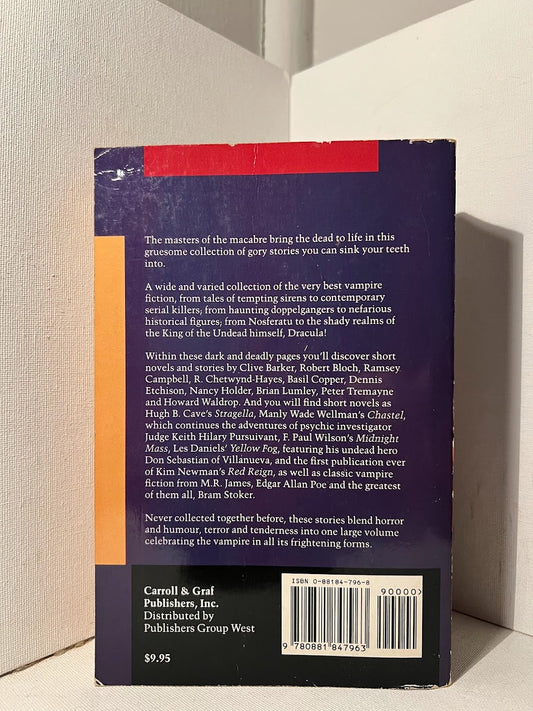 The masters of the macabre bring the dead to life in this
gruesome collection of gory stories you can sink your teeth
into.
A wide and varied collection of the very best vampire
fiction, from tales of tempting sirens to contemporary
serial killers; from haunting doppelgangers to nefarious
historical figures; from Nosferatu to the shady realms of
the King of the Undead himself, Dracula!
Within these dark and deadly pages you'll discover short
novels and stories by Clive Barker, Robert Bloch, Ramsey
Campbell, R. Chetwynd-Hayes, Basil Copper, Dennis
Etchison, Nancy Holder, Brian Lumley, Peter Tremayne
and Howard Waldrop. And you will find short novels as
Hugh B. Cave's Stragella, Manly Wade Wellman's Chastel,
which continues the adventures of psychic investigator
Judge Keith Hilary Pursuivant, F. Paul Wilson's Midnight
Mass, Les Daniels' Yellow Fog, featuring his undead hero
Don Sebastian of Villanueva, and the first publication ever
of Kim Newman's Red Reign, as well as classic vampire
fiction from M.R. James, Edgar Allan Poe and the greatest
of them all, Bram Stoker.
Never collected together before, these stories blend horror
and humour, terror and tenderness into one large volume
celebrating the vampire in all its frightening forms.
Carroll & Graf
Publishers, Inc.
Distributed by
Publishers Group West
$9.95
ISBN 0-88184-796-8
90000>
9 780881 847963